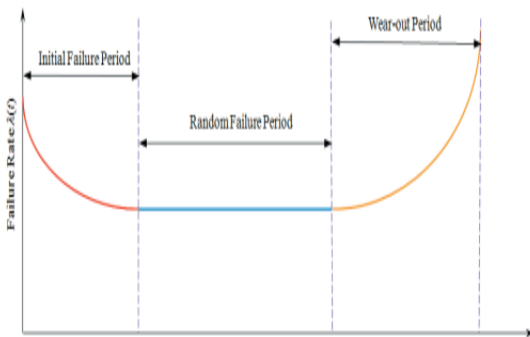 Wear-out Period
Initial Failure Period
Random Failure Period
Failure Rate λ(t)